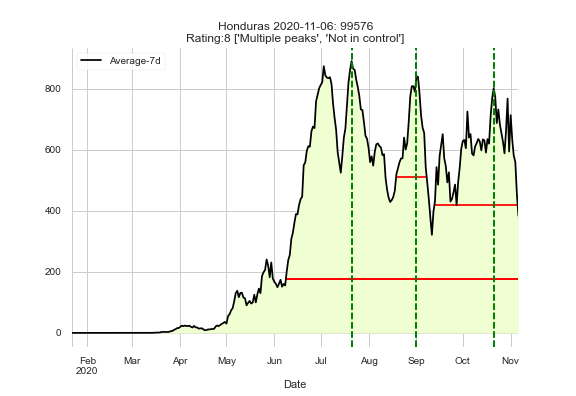 Honduras 2020-11-06: 99576
Rating:8 ['Multiple peaks', 'Not in control']
Average-7d
800
600
400
200
0
Feb Mar Apr May Jun Jul Aug Sep Oct Nov
2020
Date